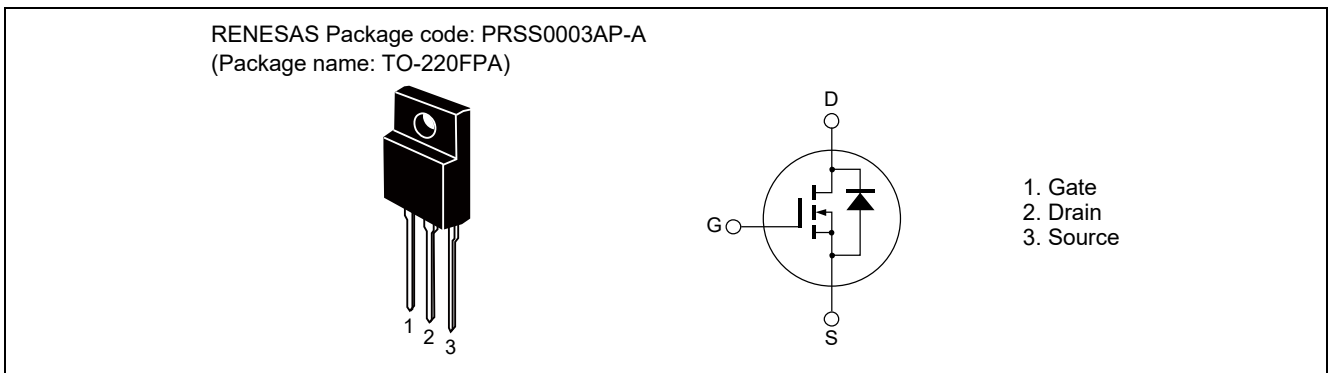 RENESAS Package code: PRSS0003AP-A
(Package name: TO-220FPA)
1
2
3
D
G
S
1. Gate
2. Drain
3. Source